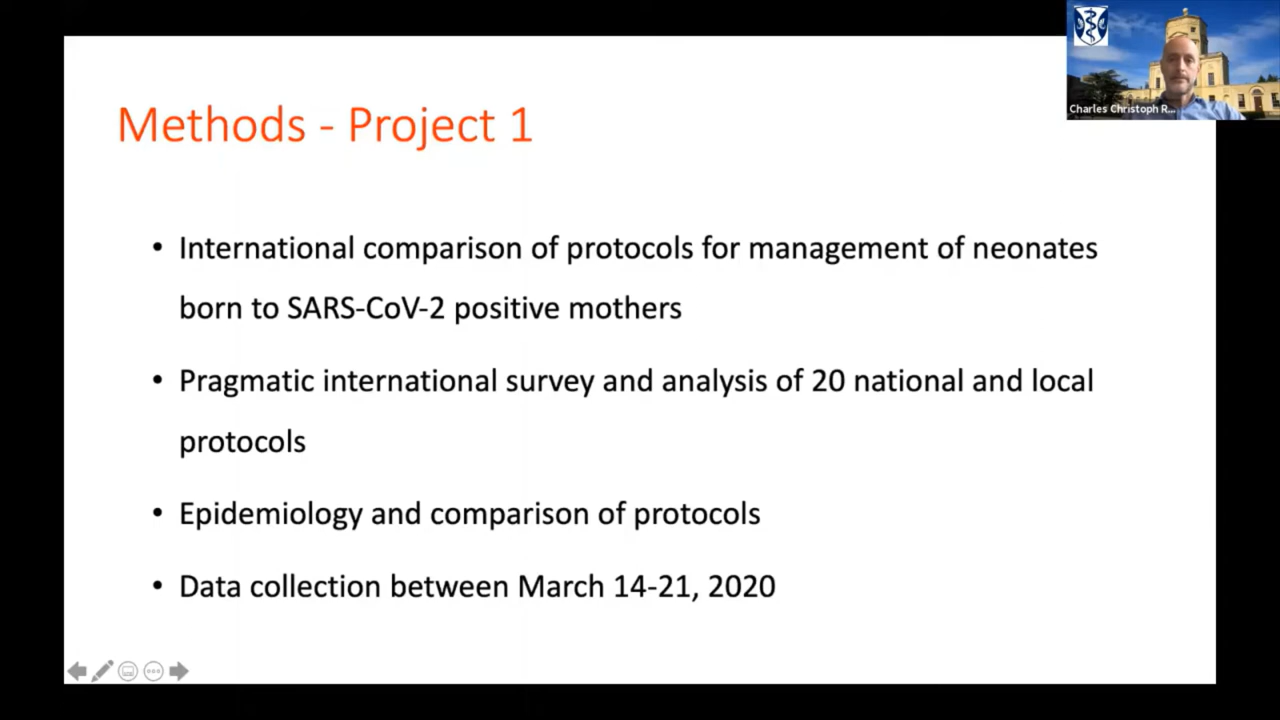 Methods - Project 1
• International comparison of protocols for management of neonates
born to SARS-CoV-2 positive mothers
• Pragmatic international survey and analysis of 20 national and local
protocols
• Epidemiology and comparison of protocols
• Data collection between March 14-21, 2020
Charles Christoph R...